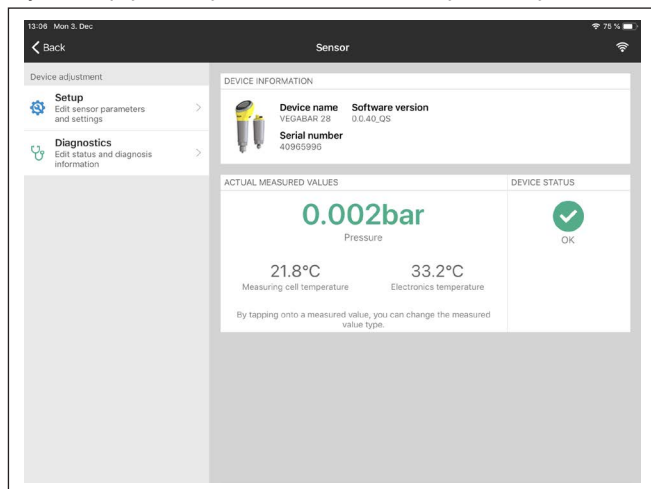 13:06 Mon 3. Dec
75 %
Back
Sensor
Device adjustment
Setup
Edit sensor parameters
and settings
Diagnostics
Edit status and diagnosis
information
DEVICE INFORMATION
Device name Software version
VEGABAR 28 0.0.40_QS
Serial number
40965996
ACTUAL MEASURED VALUES
DEVICE STATUS
0.002bar
Pressure
OK
21.8°C 33.2°C
Measuring cell temperature Electronics temperature
By tapping onto a measured value, you can change the measured
value type.